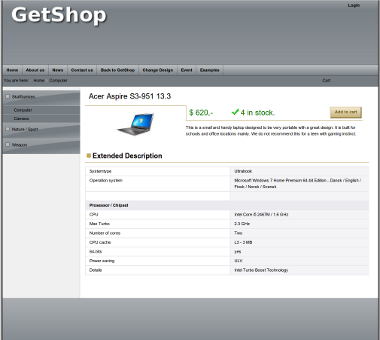 Login
GetShop
Home About us News Contact us Back to GetShop Change Design Event Examples
You are here: Home Computer
Cart
Computer
Camera
Nature / Sport
Weapon
Acer Aspire S3-951 13.3
$ 620,-
4 in stock.
Add to cart
This is a small and handy laptop designed to be very portable with a great design. It is built for
schools and office locations mainly. We do not recommend this for a teen with gaming instinct.
Extended Description
Systemtype Ultrabook
Operation system Microsoft Windows 7 Home Premium 64-bit Edition - Dansk / English /
Finsk / Norsk / Svensk
Processor / Chipset
CPU Intel Core i5 2467M / 1.6 GHz
Max Turbo 2.3 GHz
Number of cores Two
CPU cache L3 - 3 MB
64-bits yes
Power saving ULV
Details Intel Turbo Boost Technology